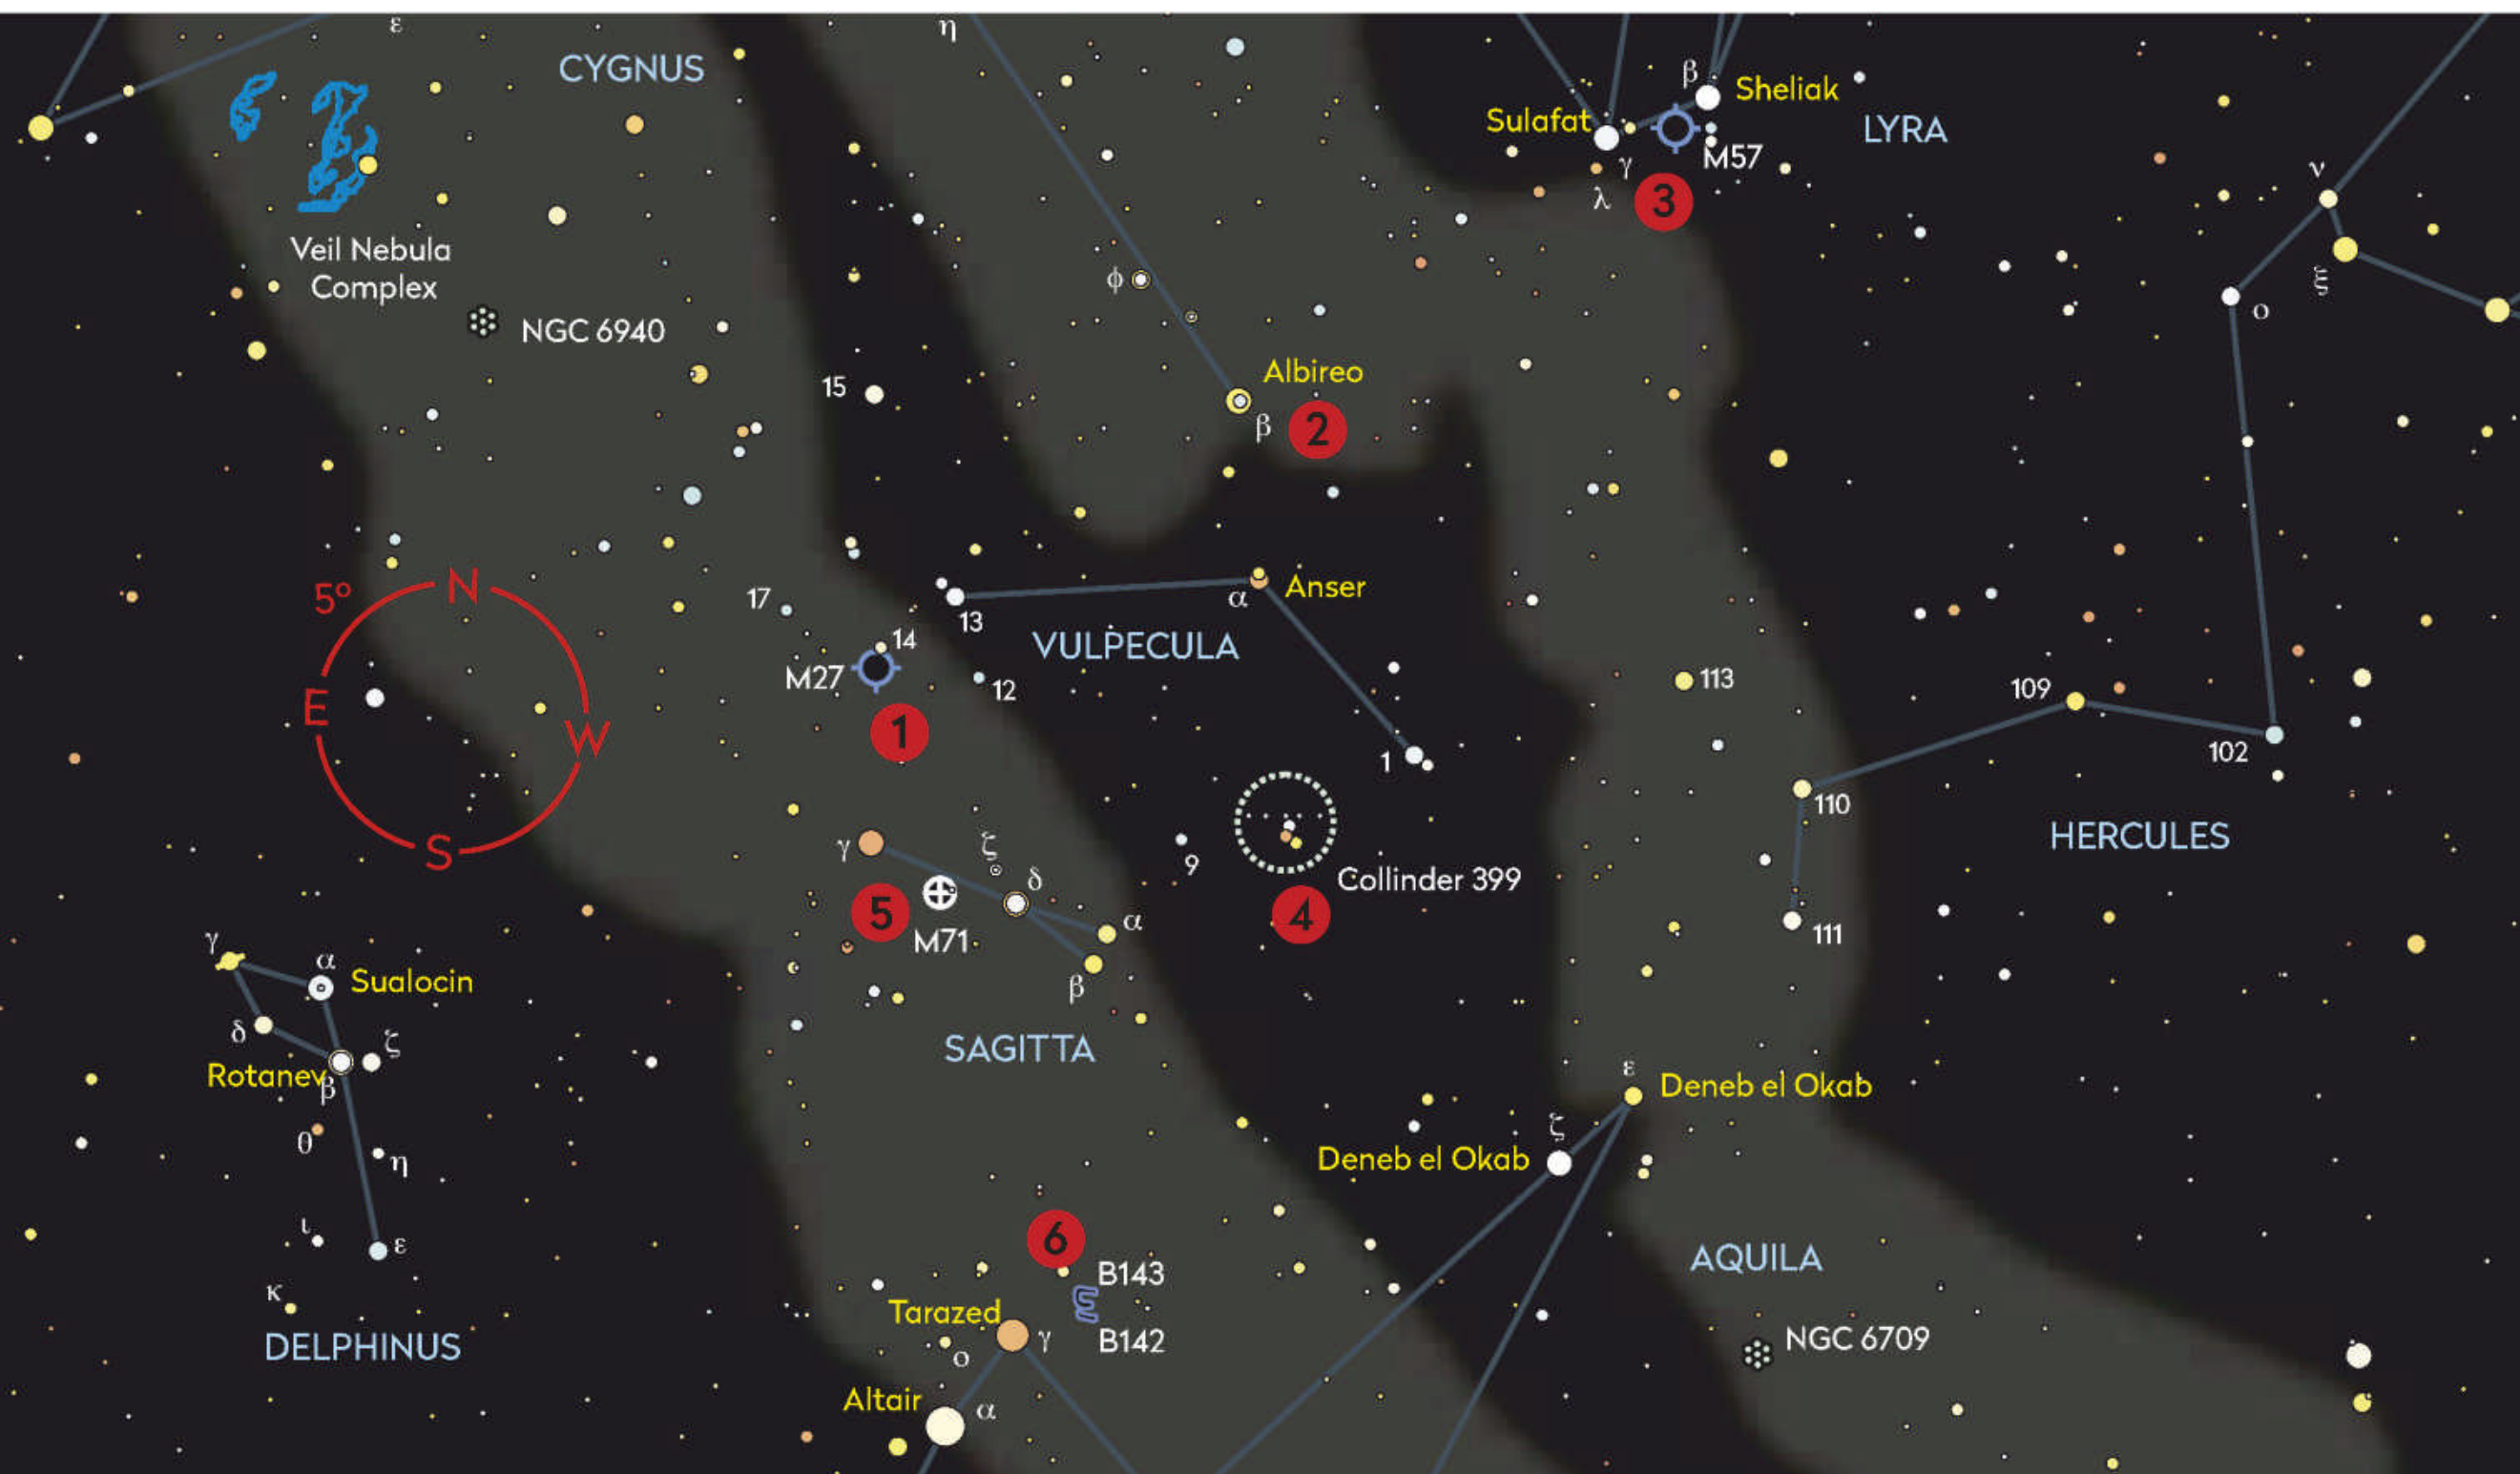 ε
η
CYGNUS
β
Sheliak
Sulafat
LYRA
M57
γ
λ
3
ν
ξ
ο
Veil Nebula
Complex
NGC 6940
ϕ
15
Albireo
β
2
5°
N
E
W
S
17
14
13
α
Anser
VULPECULA
M27
12
1
113
109
102
1
110
HERCULES
γ
ζ
δ
9
Collinder 399
5
M71
α
4
111
β
γ
α
Sualocin
δ
ζ
Rotanev
β
SAGITTA
θ
η
ε
Deneb el Okab
ζ
Deneb el Okab
ι
ε
6
AQUILA
B143
κ
Tarazed
γ
B142
ο
NGC 6709
DELPHINUS
Altair
α